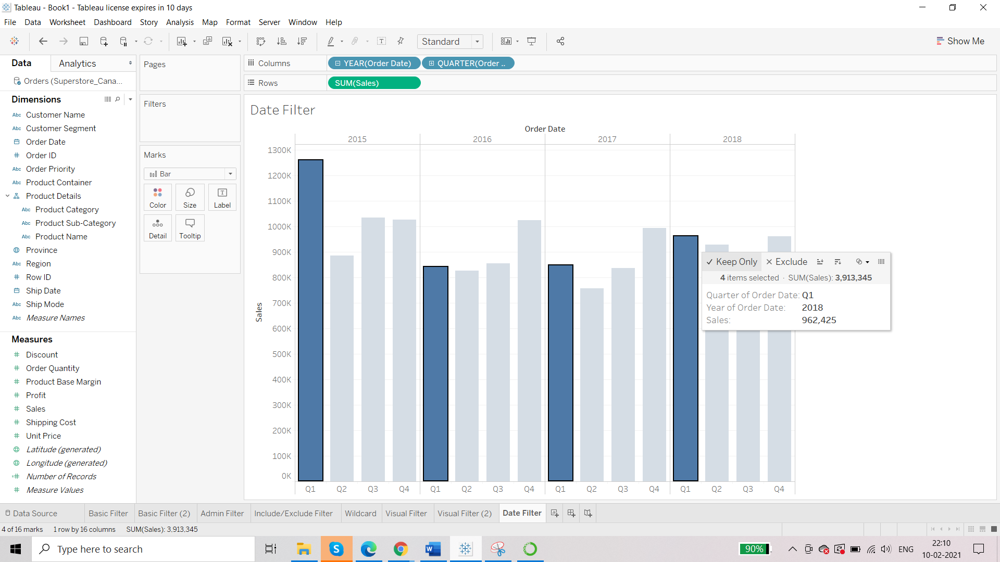 Tableau - Book1 - Tableau license expires in 10 days
File Data Worksheet Dashboard Story Analysis Map Format Server Window Help
Standard
Show Me
Data Analytics
Orders (Superstore_Cana...
Dimensions
Abc Customer Name
Abc Customer Segment
Order Date
# Order ID
Abc Order Priority
Abc Product Container
Product Details
Abc Product Category
Abc Product Sub-Category
Abc Product Name
Province
Abc Region
# Row ID
Ship Date
Abc Ship Mode
Abc Measure Names
Measures
# Discount
# Order Quantity
# Product Base Margin
# Profit
# Sales
# Shipping Cost
# Unit Price
Latitude (generated)
Longitude (generated)
=# Number of Records
# Measure Values
Pages
Filters
Marks
Bar
Color Size Label
Detail Tooltip
Columns YEAR(Order Date) QUARTER(Order ..
Rows SUM(Sales)
Date Filter
Order Date
2015 2016 2017 2018
1300K
1200K
1100K
1000K
900K
800K
700K
600K
500K
400K
300K
200K
100K
0K
Sales
Q1 Q2 Q3 Q4 Q1 Q2 Q3 Q4 Q1 Q2 Q3 Q4 Q1 Q2 Q3 Q4
Keep Only Exclude
4 items selected · SUM(Sales): 3,913,345
Quarter of Order Date: Q1
Year of Order Date: 2018
Sales: 962,425
Data Source Basic Filter Basic Filter (2) Admin Filter Include/Exclude Filter Wildcard Visual Filter Visual Filter (2) Date Filter
4 of 16 marks 1 row by 16 columns SUM(Sales): 3,913,345
Type here to search
90%
ENG
22:10
10-02-2021